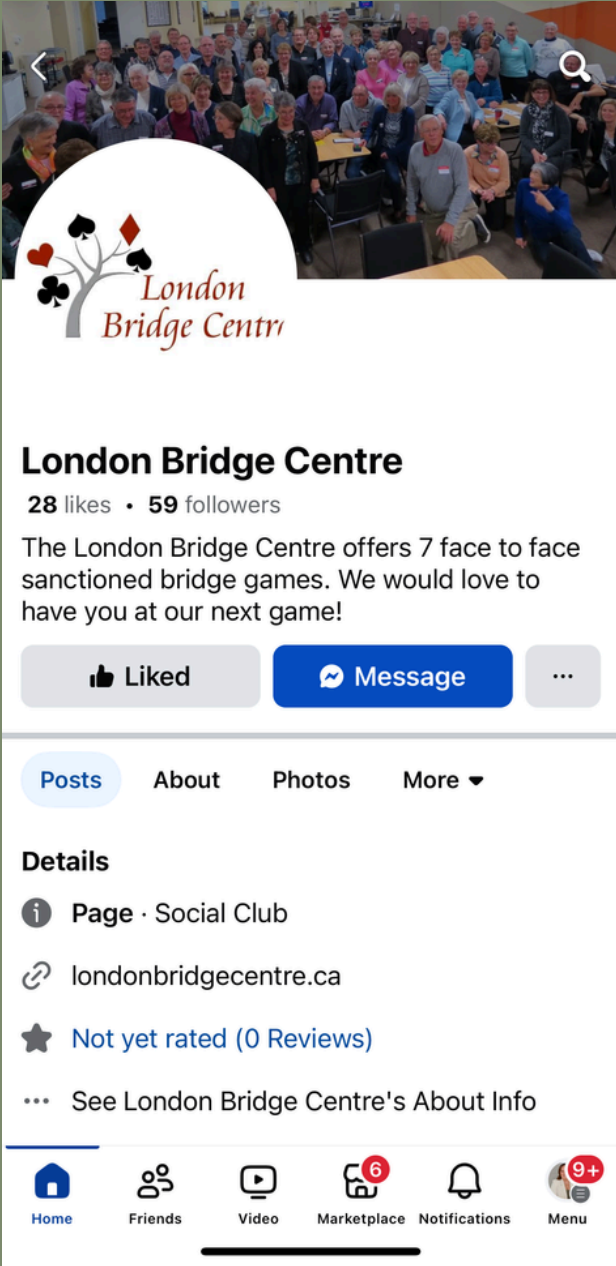 London
Bridge Centr
London Bridge Centre
28 likes • 59 followers
The London Bridge Centre offers 7 face to face
sanctioned bridge games. We would love to
have you at our next game!
Liked
Message
...
Posts
About
Photos
More
Details
Page · Social Club
londonbridgecentre.ca
Not yet rated (0 Reviews)
See London Bridge Centre's About Info
6
9+
Home
Friends
Video
Marketplace
Notifications
Menu